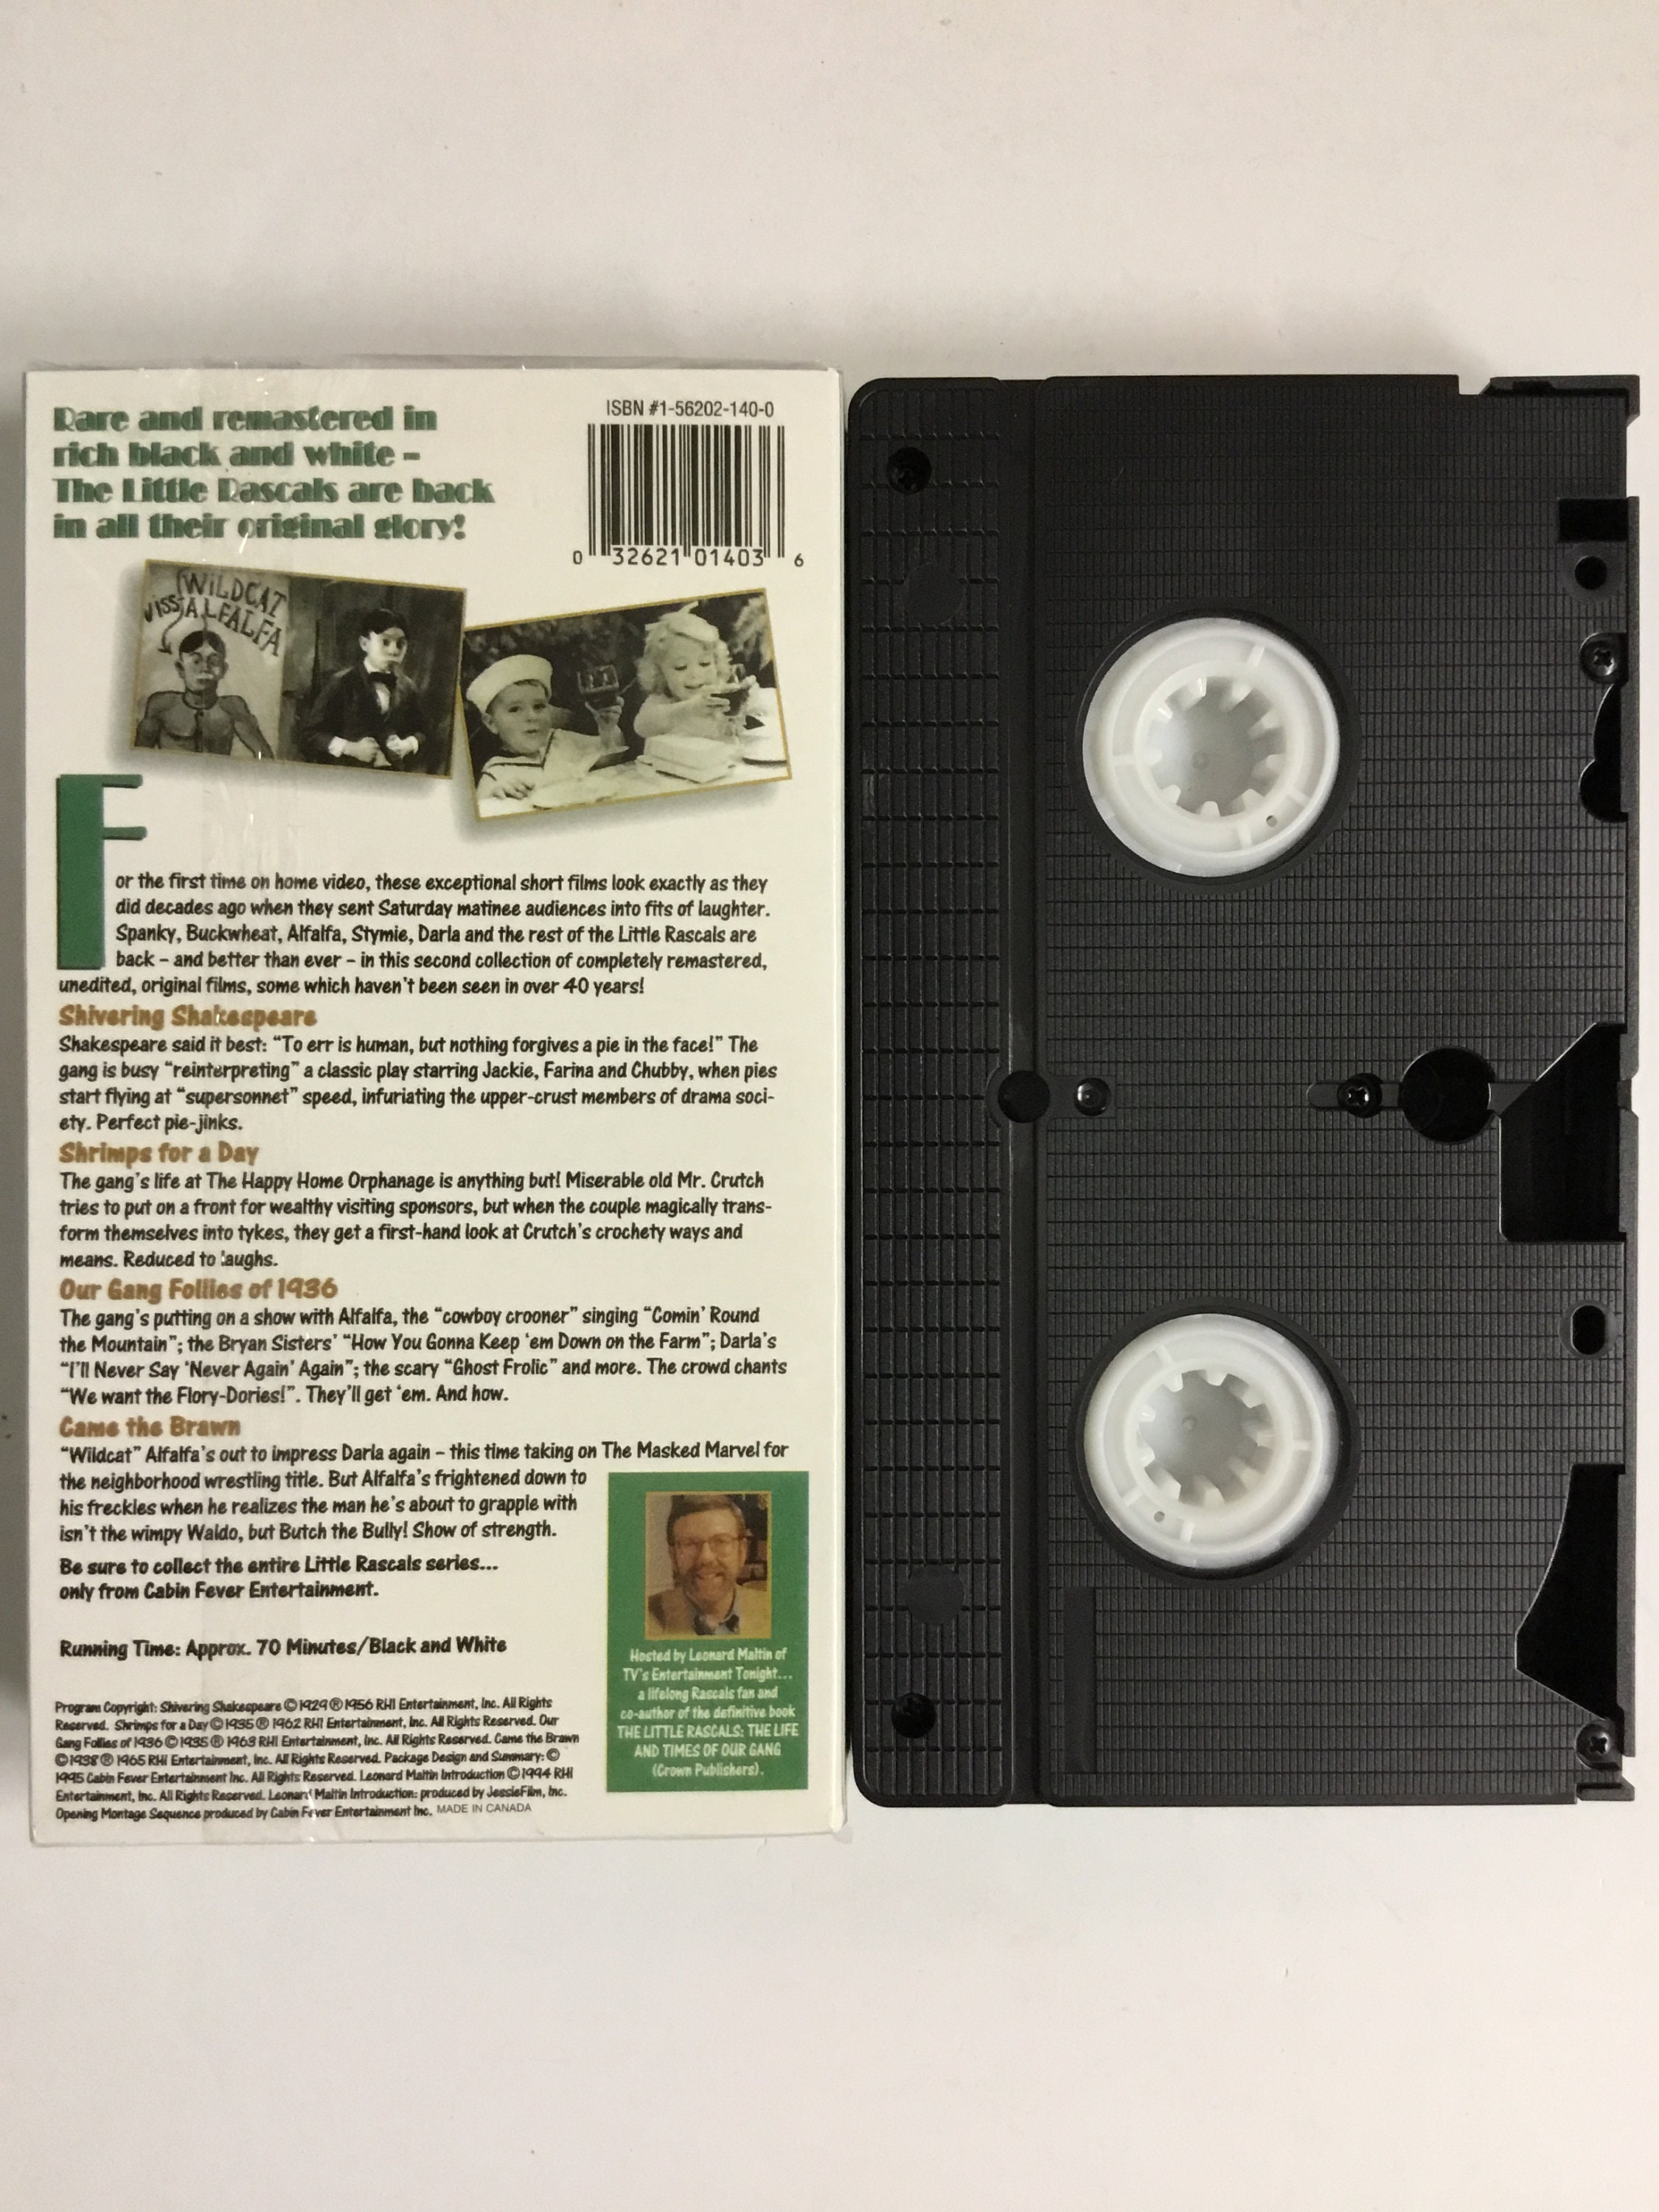 Rare and remastered in
rich black and white –
The Little Rascals are back
in all their original glory!
ISBN #1-56202-140-0
0 32621 01403 6
WILDCAT
ALFALFA
For the first time on home video, these exceptional short films look exactly as they
did decades ago when they sent Saturday matinee audiences into fits of laughter.
Spanky, Buckwheat, Alfalfa, Stymie, Darla and the rest of the Little Rascals are
back – and better than ever – in this second collection of completely remastered,
unedited, original films, some which haven't been seen in over 40 years!
Shivering Shakespeare
Shakespeare said it best: “To err is human, but nothing forgives a pie in the face!” The
gang is busy “reinterpreting” a classic play starring Jackie, Farina and Chubby, when pies
start flying at “supersonnet” speed, infuriating the upper-crust members of drama soci-
ety. Perfect pie-jinks.
Shrimps for a Day
The gang's life at The Happy Home Orphanage is anything but! Miserable old Mr. Crutch
tries to put on a front for wealthy visiting sponsors, but when the couple magically trans-
form themselves into tykes, they get a first-hand look at Crutch's crochety ways and
means. Reduced to laughs.
Our Gang Follies of 1936
The gang's putting on a show with Alfalfa, the “cowboy crooner” singing “Comin' Round
the Mountain”; the Bryan Sisters' “How You Gonna Keep 'em Down on the Farm”; Darla's
“I'll Never Say 'Never Again' Again”; the scary “Ghost Frolic” and more. The crowd chants
“We want the Flory-Dories!”. They'll get 'em. And how.
Came the Brawn
“Wildcat” Alfalfa's out to impress Darla again – this time taking on The Masked Marvel for
the neighborhood wrestling title. But Alfalfa's frightened down to
his freckles when he realizes the man he's about to grapple with
isn't the wimpy Waldo, but Butch the Bully! Show of strength.
Be sure to collect the entire Little Rascals series...
only from Cabin Fever Entertainment.
Running Time: Approx. 70 Minutes/Black and White
Program Copyright: Shivering Shakespeare © 1929 ® 1956 RHI Entertainment, Inc. All Rights
Reserved. Shrimps for a Day © 1935 ® 1962 RHI Entertainment, Inc. All Rights Reserved. Our
Gang Follies of 1936 © 1935 ® 1963 RHI Entertainment, Inc. All Rights Reserved. Came the Brawn
© 1938 ® 1965 RHI Entertainment, Inc. All Rights Reserved. Package Design and Summary: ©
1995 Cabin Fever Entertainment Inc. All Rights Reserved. Leonard Maltin Introduction © 1994 RHI
Entertainment, Inc. All Rights Reserved. Leonard Maltin Introduction: produced by JessieFilm, Inc.
Opening Montage Sequence produced by Cabin Fever Entertainment Inc. MADE IN CANADA
Hosted by Leonard Maltin of
TV's Entertainment Tonight...
a lifelong Rascals fan and
co-author of the definitive book
THE LITTLE RASCALS: THE LIFE
AND TIMES OF OUR GANG
(Crown Publishers).